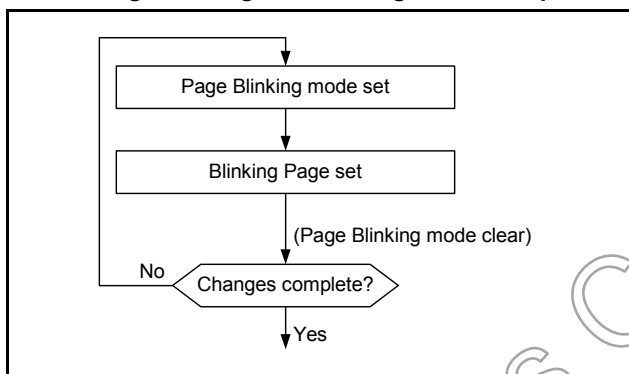 Page Blinking mode set
Blinking Page set
(Page Blinking mode clear)
No
Changes complete?
Yes